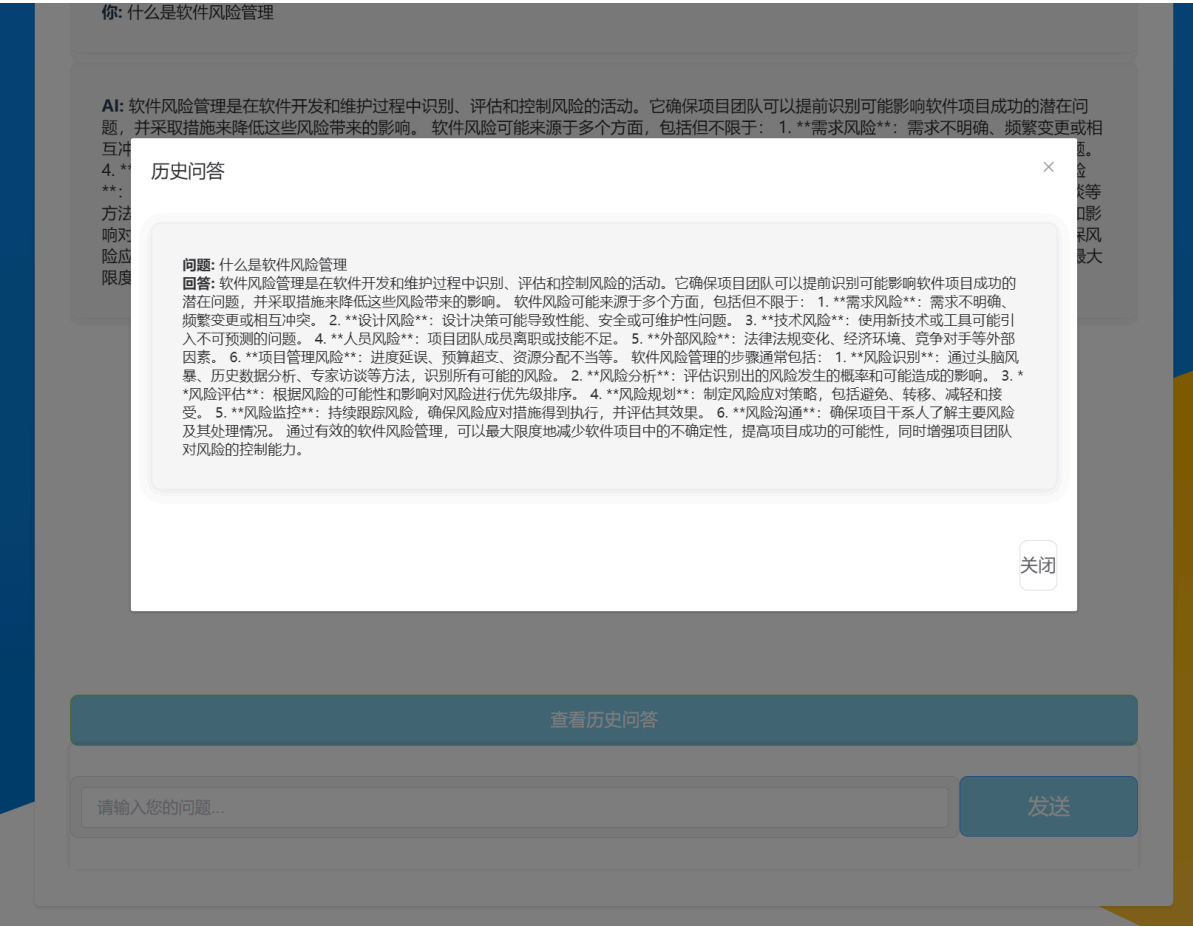 你: 什么是软件风险管理
AI: 软件风险管理是在软件开发和维护过程中识别、评估和控制风险的活动。它确保项目团队可以提前识别可能影响软件项目成功的潜在问
题，并采取措施来降低这些风险带来的影响。 软件风险可能来源于多个方面，包括但不限于： 1. **需求风险**：需求不明确、频繁变更或相
互冲
题。
4. **
险
**：
谈等
方法
和影
响对
保风
险应
最大
限度
历史问答
问题: 什么是软件风险管理
回答: 软件风险管理是在软件开发和维护过程中识别、评估和控制风险的活动。它确保项目团队可以提前识别可能影响软件项目成功的
潜在问题，并采取措施来降低这些风险带来的影响。 软件风险可能来源于多个方面，包括但不限于： 1. **需求风险**：需求不明确、
频繁变更或相互冲突。 2. **设计风险**：设计决策可能导致性能、安全或可维护性问题。 3. **技术风险**：使用新技术或工具可能引
入不可预测的问题。 4. **人员风险**：项目团队成员离职或技能不足。 5. **外部风险**：法律法规变化、经济环境、竞争对手等外部
因素。 6. **项目管理风险**：进度延误、预算超支、资源分配不当等。 软件风险管理的步骤通常包括： 1. **风险识别**：通过头脑风
暴、历史数据分析、专家访谈等方法，识别所有可能的风险。 2. **风险分析**：评估识别出的风险发生的概率和可能造成的影响。 3. *
*风险评估**：根据风险的可能性和影响对风险进行优先级排序。 4. **风险规划**：制定风险应对策略，包括避免、转移、减轻和接
受。 5. **风险监控**：持续跟踪风险，确保风险应对措施得到执行，并评估其效果。 6. **风险沟通**：确保项目干系人了解主要风险
及其处理情况。 通过有效的软件风险管理，可以最大限度地减少软件项目中的不确定性，提高项目成功的可能性，同时增强项目团队
对风险的控制能力。
关闭
查看历史问答
请输入您的问题...
发送